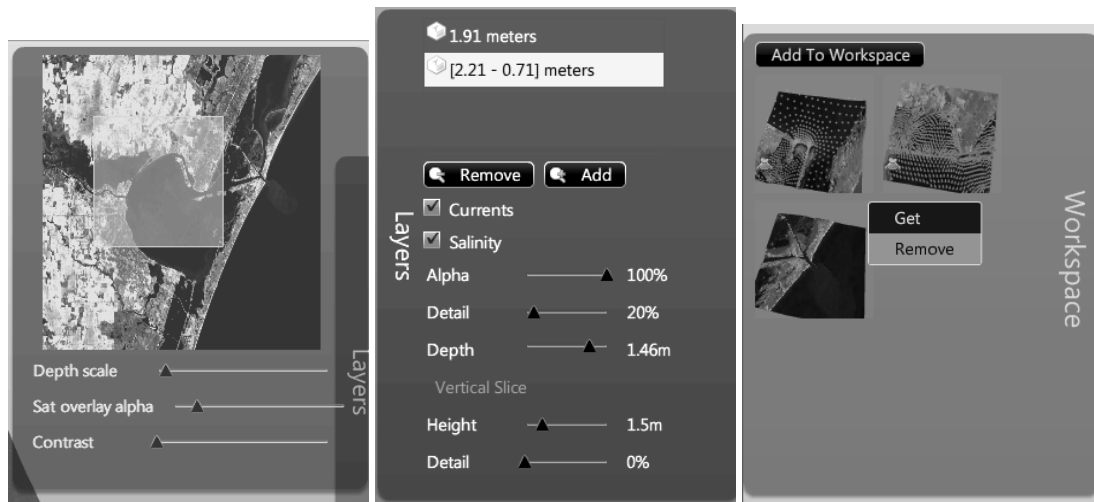 Depth scale
Sat overlay alpha
Contrast
Layers
1.91 meters
[2.21 - 0.71] meters
Remove
Add
Currents
Salinity
Layers
Alpha 100%
Detail 20%
Depth 1.46m
Vertical Slice
Height 1.5m
Detail 0%
Add To Workspace
Get
Remove
Workspace